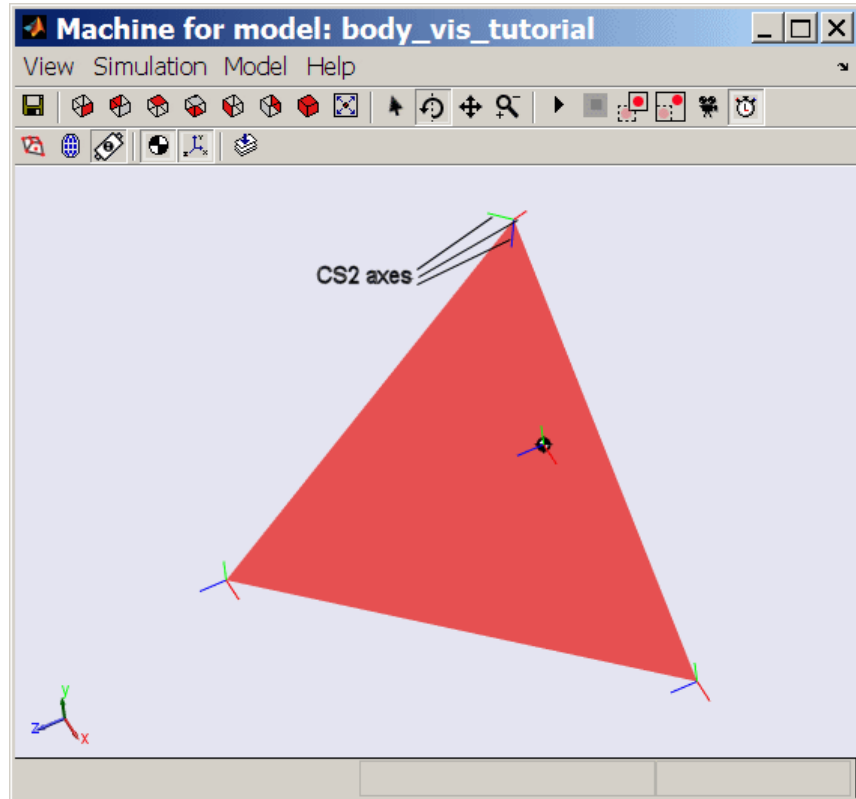 Machine for model: body_vis_tutorial
View Simulation Model Help
CS2 axes
y
z
x